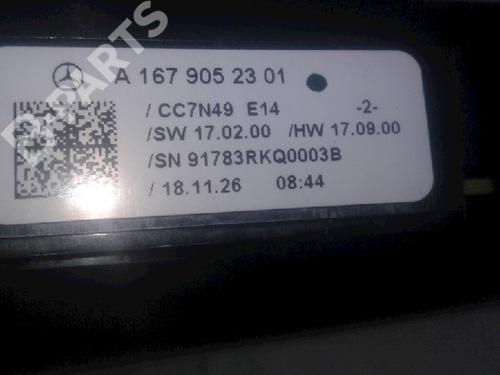 B-PARTS
A 167 905 23 01
/ CC7N49 E14 -2-
/SW 17.02.00 /HW 17.09.00
/SN 91783RKQ0003B
/ 18.11.26 08:44